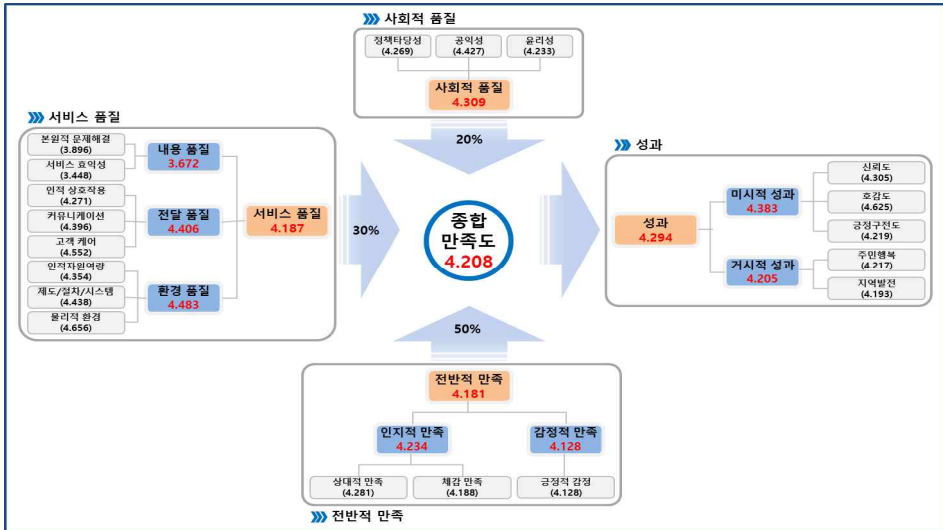 사회적 품질
정책타당성
(4.269)
공익성
(4.427)
윤리성
(4.233)
사회적 품질
4.309
20%
서비스 품질
본원적 문제해결
(3.896)
서비스 효익성
(3.448)
인적 상호작용
(4.271)
커뮤니케이션
(4.396)
고객 케어
(4.552)
인적자원역량
(4.354)
제도/절차/시스템
(4.438)
물리적 환경
(4.656)
내용 품질
3.672
전달 품질
4.406
환경 품질
4.483
서비스 품질
4.187
30%
종합
만족도
4.208
성과
성과
4.294
미시적 성과
4.383
거시적 성과
4.205
신뢰도
(4.305)
호감도
(4.625)
긍정구전도
(4.219)
주민행복
(4.217)
지역발전
(4.193)
50%
전반적 만족
4.181
인지적 만족
4.234
감정적 만족
4.128
상대적 만족
(4.281)
체감 만족
(4.188)
긍정적 감정
(4.128)
전반적 만족